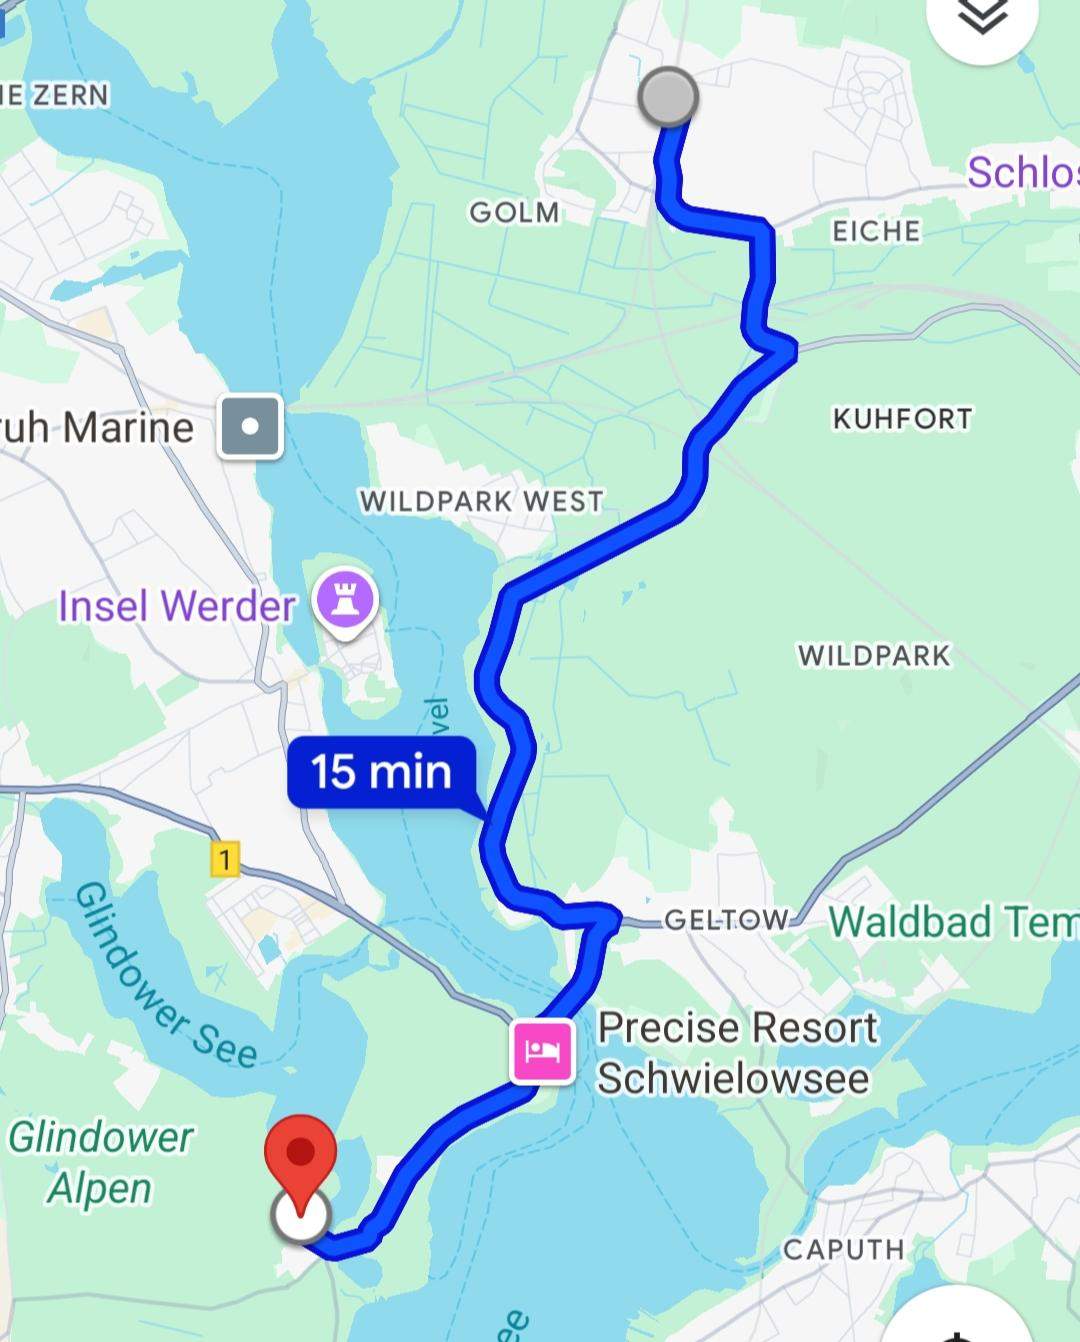 ZERN
Schlos
GOLM
EICHE
KUHFORT
ruh Marine
WILDPARK WEST
Insel Werder
WILDPARK
vel
15 min
1
Glindower See
GELTOW
Waldbad Tem
Precise Resort
Schwielowsee
Glindower
Alpen
CAPUTH
ee